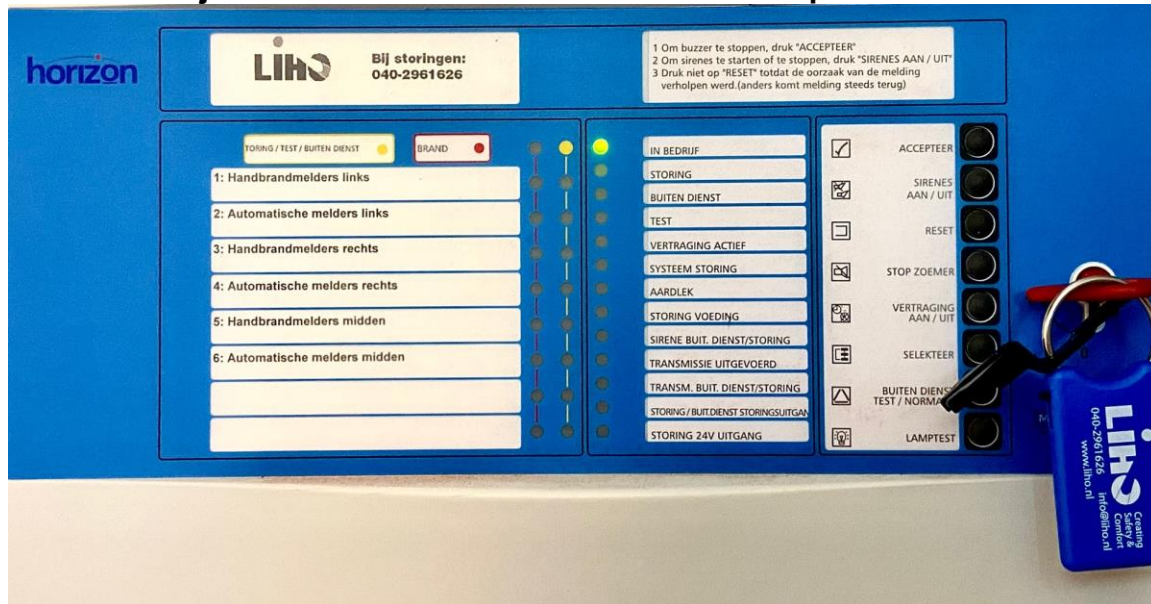 horizon
LIHO
Bij storingen:
040-2961626
1 Om buzzer te stoppen, druk "ACCEPTEER"
2 Om sirenes te starten of te stoppen, druk "SIRENES AAN / UIT"
3 Druk niet op "RESET" totdat de oorzaak van de melding
verholpen werd.(anders komt melding steeds terug)
TORING / TEST / BUITEN DIENST
BRAND
1: Handbrandmelders links
2: Automatische melders links
3: Handbrandmelders rechts
4: Automatische melders rechts
5: Handbrandmelders midden
6: Automatische melders midden
IN BEDRIJF
STORING
BUITEN DIENST
TEST
VERTRAGING ACTIEF
SYSTEEM STORING
AARDLEK
STORING VOEDING
SIRENE BUIT. DIENST/STORING
TRANSMISSIE UITGEVOERD
TRANSM. BUIT. DIENST/STORING
STORING / BUIT.DIENST STORINGSUITGAN
STORING 24V UITGANG
ACCEPTEER
SIRENES
AAN / UIT
RESET
STOP ZOEMER
VERTRAGING
AAN / UIT
SELEKTEER
BUITEN DIENST
TEST / NORMA
LAMPTEST
0
M
LIHO
Creating
Safety &
Comfort
040-2961626 info@liho.nl
www.liho.nl